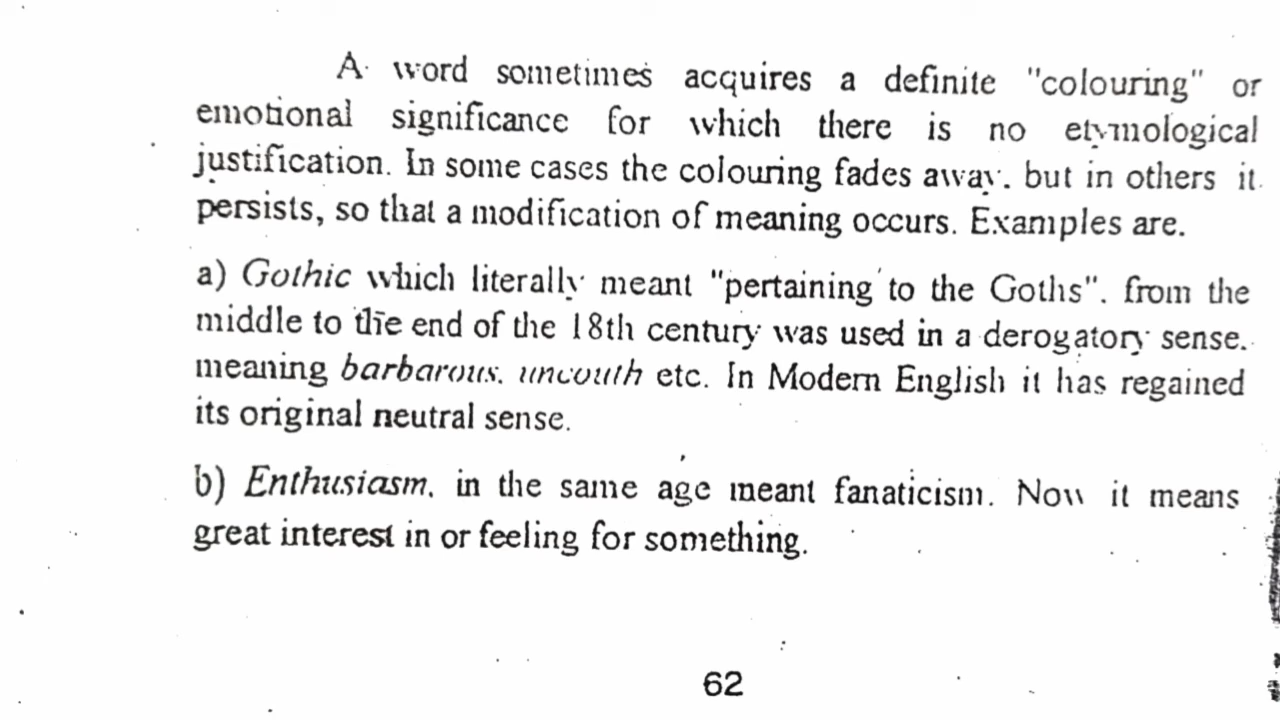 A word sometimes acquires a definite "colouring" or
emotional significance for which there is no etymological
justification. In some cases the colouring fades away, but in others it
persists, so that a modification of meaning occurs. Examples are.
a) Gothic which literally meant "pertaining to the Goths". from the
middle to the end of the 18th century was used in a derogatory sense.
meaning barbarous. uncouth etc. In Modern English it has regained
its original neutral sense.
b) Enthusiasm. in the same age meant fanaticism. Now it means
great interest in or feeling for something.
62